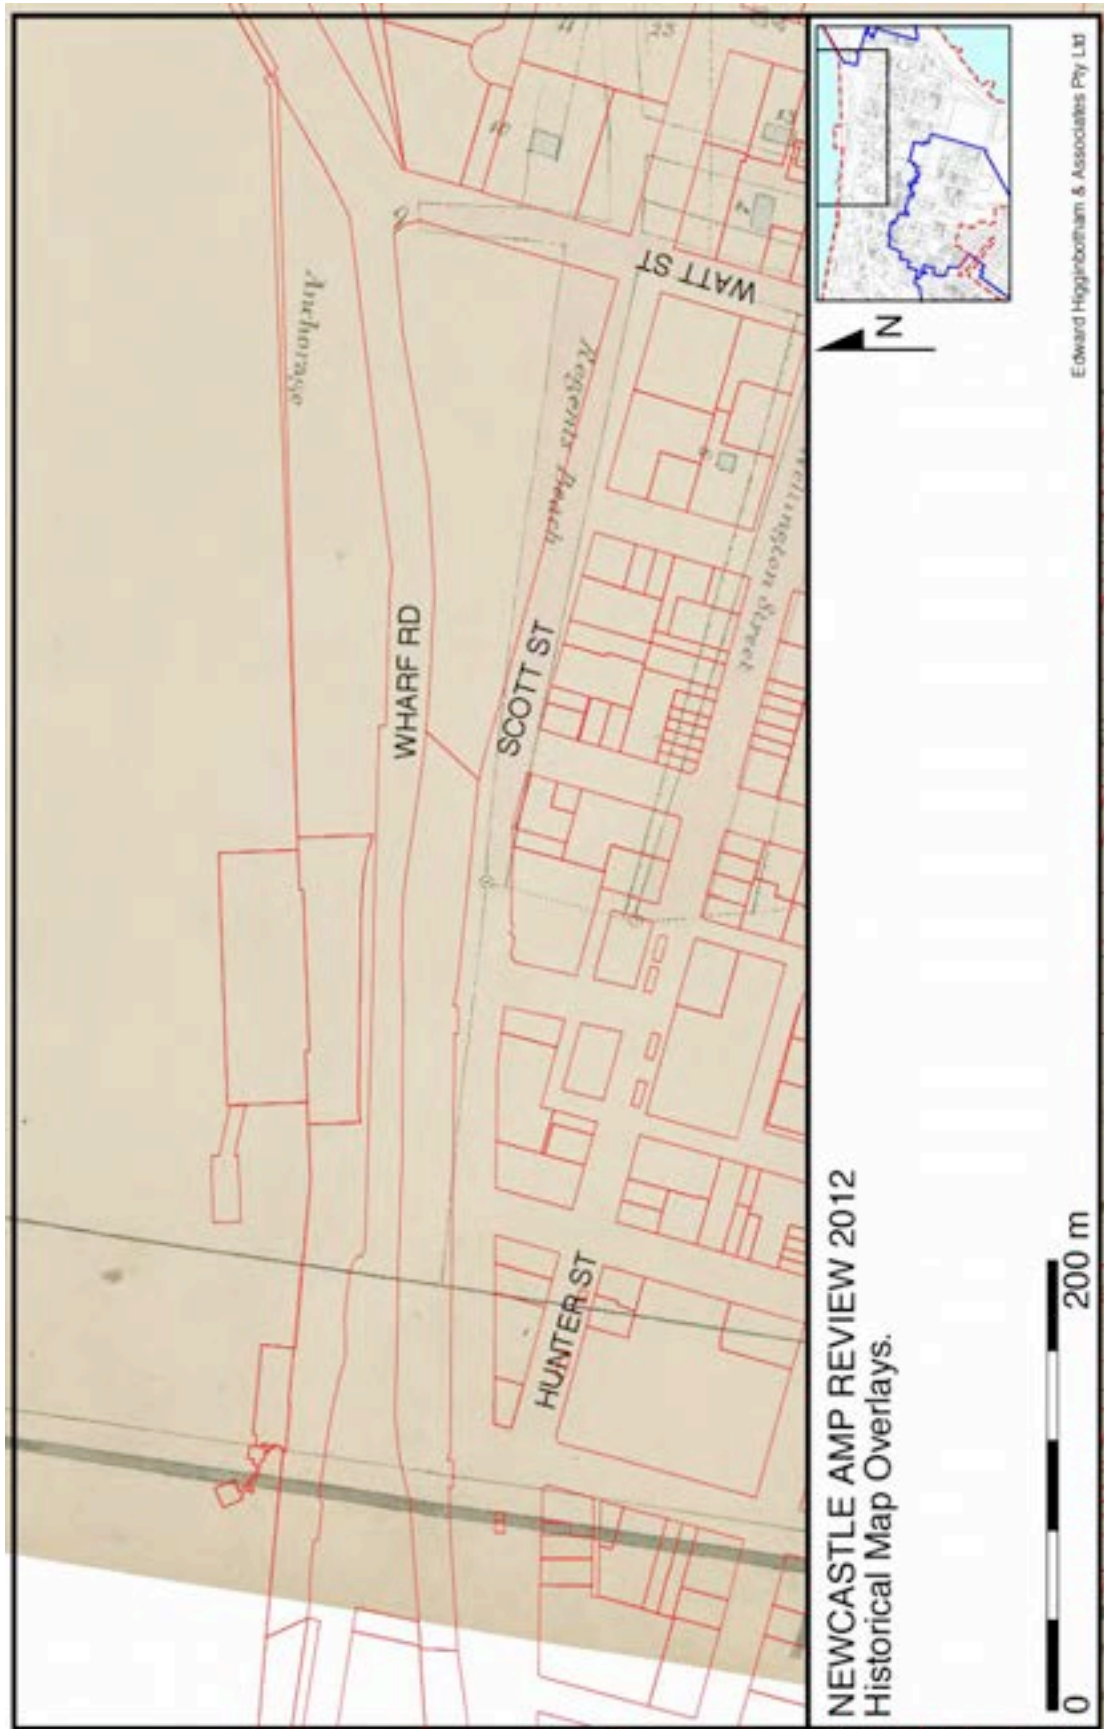 Anchorage
WHARF RD
SCOTT ST
Regents Beach
WATT ST
Wellington Street
HUNTER ST
N
NEWCASTLE AMP REVIEW 2012
Historical Map Overlays.
0 200 m
Edward Higginbotham & Associates Pty Ltd